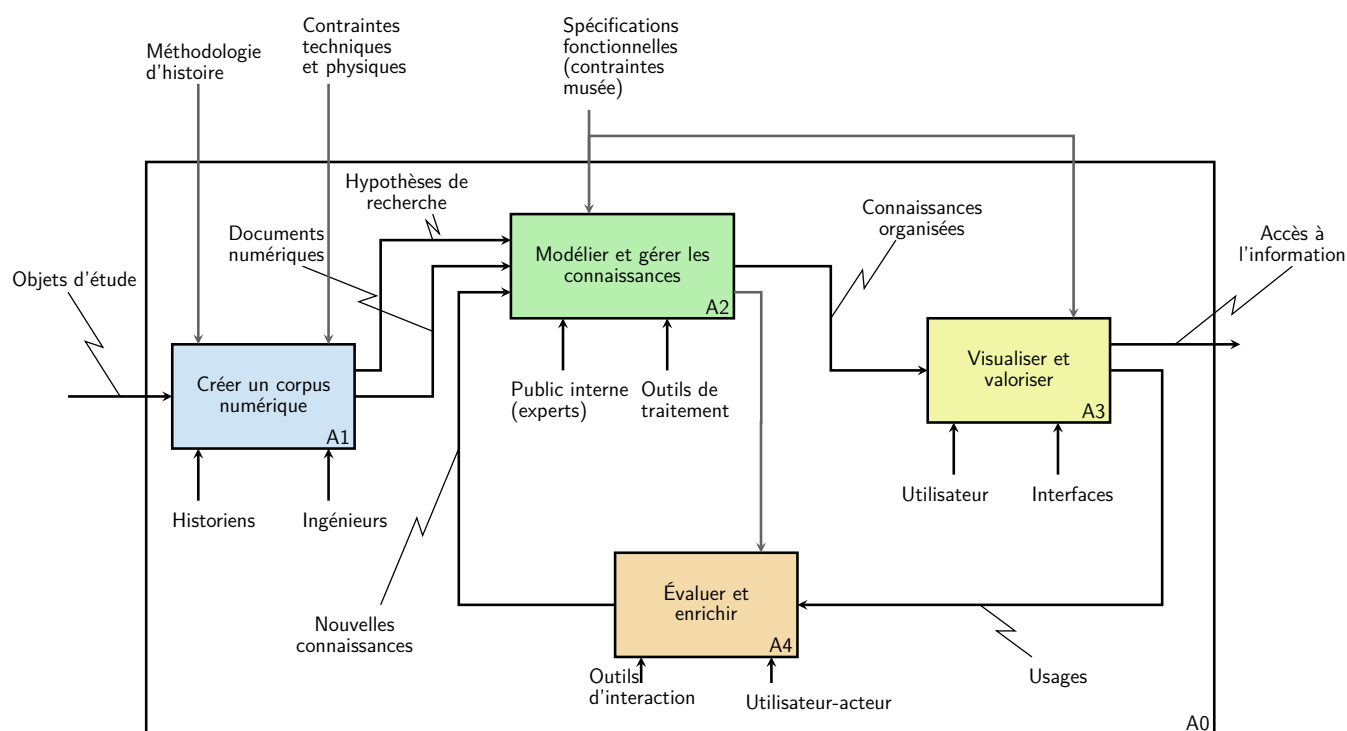 Contraintes
techniques
et physiques
Spécifications
fonctionnelles
(contraintes
musée)
Méthodologie
d'histoire
Hypothèses de
recherche
Documents
numériques
Connaissances
organisées
Accès à
l'information
Objets d'étude
Modélier et gérer les
connaissances
A2
Créer un corpus
numérique
A1
Visualiser et
valoriser
A3
Public interne
(experts)
Outils de
traitement
Utilisateur
Interfaces
Historiens
Ingénieurs
Évaluer et
enrichir
A4
Nouvelles
connaissances
Outils
d'interaction
Utilisateur-acteur
Usages
A0